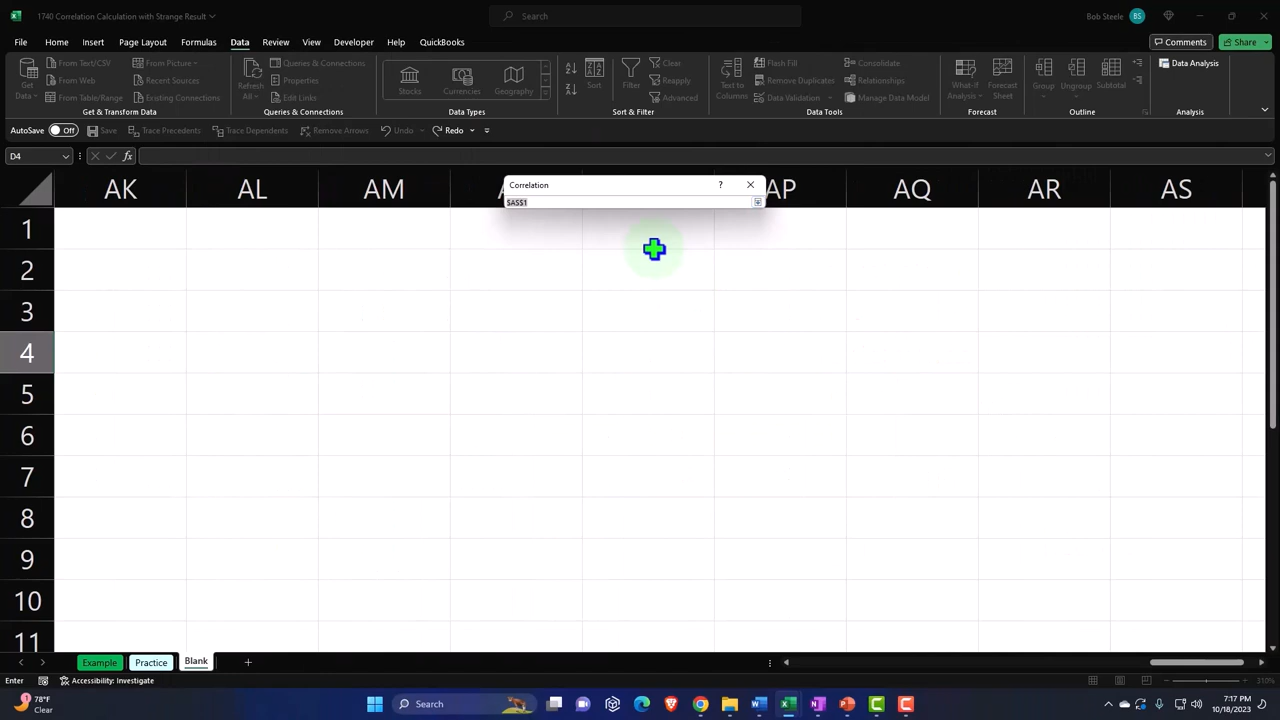 1740 Correlation Calculation with Strange Result
Search
Bob Steele
BS
File Home Insert Page Layout Formulas Data Review View Developer Help QuickBooks
Comments
Share
Get Data
From Text/CSV
From Web
From Table/Range
From Picture
Recent Sources
Existing Connections
Get & Transform Data
Refresh All
Queries & Connections
Properties
Edit Links
Queries & Connections
Stocks
Currencies
Geography
Data Types
Sort
Filter
Clear
Reapply
Advanced
Sort & Filter
Text to Columns
Flash Fill
Remove Duplicates
Data Validation
Consolidate
Relationships
Manage Data Model
Data Tools
What-If Analysis
Forecast Sheet
Forecast
Group
Ungroup
Subtotal
Outline
Data Analysis
Analysis
AutoSave Off Save Trace Precedents Trace Dependents Remove Arrows Undo Redo
D4
fx
Correlation
?
AK AL AM AP AQ AR AS
1
2
3
4
5
6
7
8
9
10
11
Example Practice Blank
Enter
Accessibility: Investigate
310%
1
78°F
Clear
Search
7:17 PM
10/18/2023